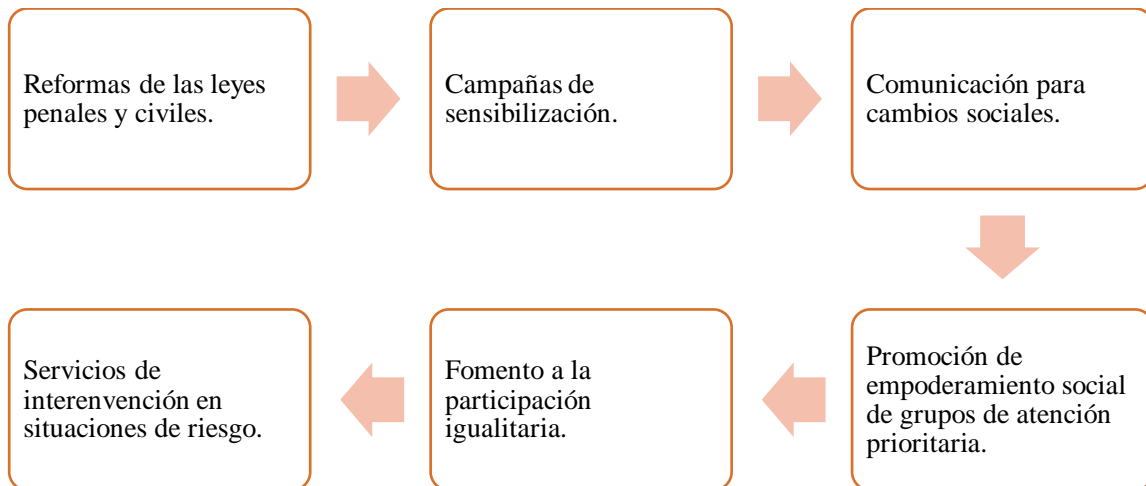 Reformas de las leyes
penales y civiles.
Campañas de
sensibilización.
Comunicación para
cambios sociales.
Promoción de
empoderamiento social
de grupos de atención
prioritaria.
Fomento a la
participación
igualitaria.
Servicios de
interenvención en
situaciones de riesgo.